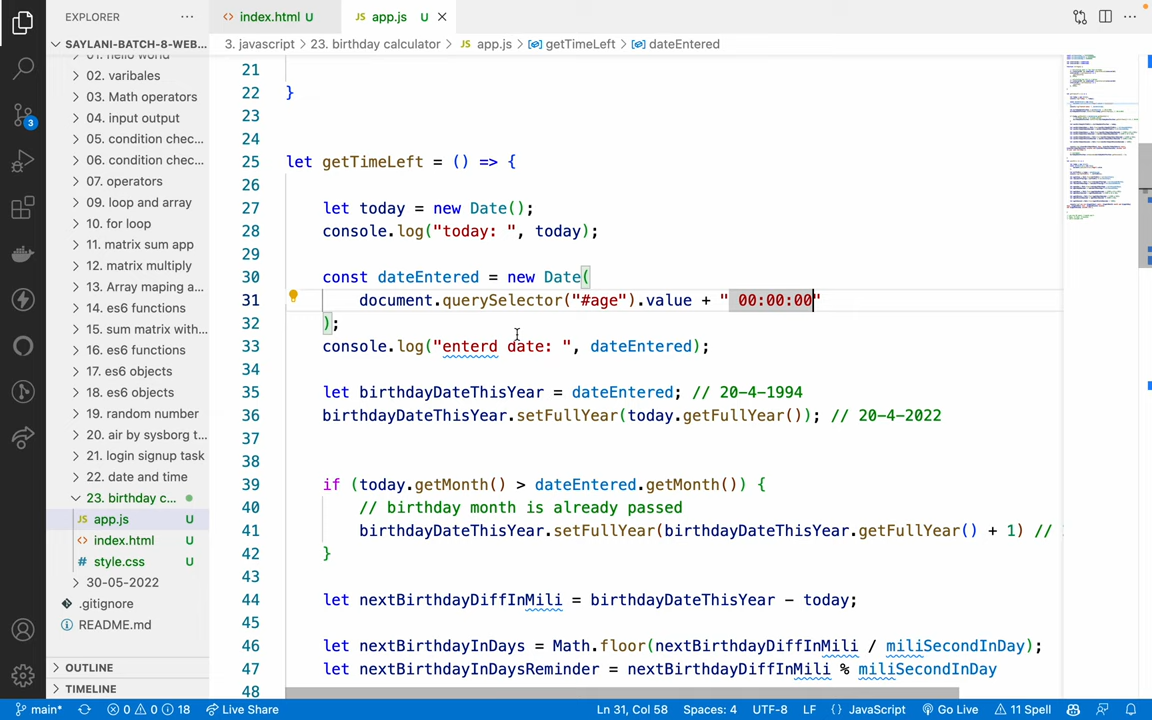 EXPLORER
index.html U
app.js U
SAYLANI-BATCH-8-WEB...
3. javascript > 23. birthday calculator > app.js > getTimeLeft > dateEntered
01. hello world
02. varibales
03. Math operators
04. input output
05. condition chec...
06. condition chec...
07. operators
09. loop and array
10. for loop
11. matrix sum app
12. matrix multiply
13. Array maping a...
14. es6 functions
15. sum matrix with...
16. es6 functions
17. es6 objects
18. es6 objects
19. random number
20. air by sysborg t...
21. login signup task
22. date and time
23. birthday c...
app.js U
index.html U
style.css U
30-05-2022
.gitignore
README.md
OUTLINE
TIMELINE
3
21
22 }
23
24
25 let getTimeLeft = () => {
26
27 let today = new Date();
28 console.log("today: ", today);
29
30 const dateEntered = new Date(
31 document.querySelector("#age").value + " 00:00:00"
32 );
33 console.log("enterd date: ", dateEntered);
34
35 let birthdayDateThisYear = dateEntered; // 20-4-1994
36 birthdayDateThisYear.setFullYear(today.getFullYear()); // 20-4-2022
37
38
39 if (today.getMonth() > dateEntered.getMonth()) {
40 // birthday month is already passed
41 birthdayDateThisYear.setFullYear(birthdayDateThisYear.getFullYear() + 1) //
42 }
43
44 let nextBirthdayDiffInMili = birthdayDateThisYear - today;
45
46 let nextBirthdayInDays = Math.floor(nextBirthdayDiffInMili / miliSecondInDay);
47 let nextBirthdayInDaysReminder = nextBirthdayDiffInMili % miliSecondInDay
48
main* 0 0 18 Live Share Ln 31, Col 58 Spaces: 4 UTF-8 LF {} JavaScript Go Live 11 Spell